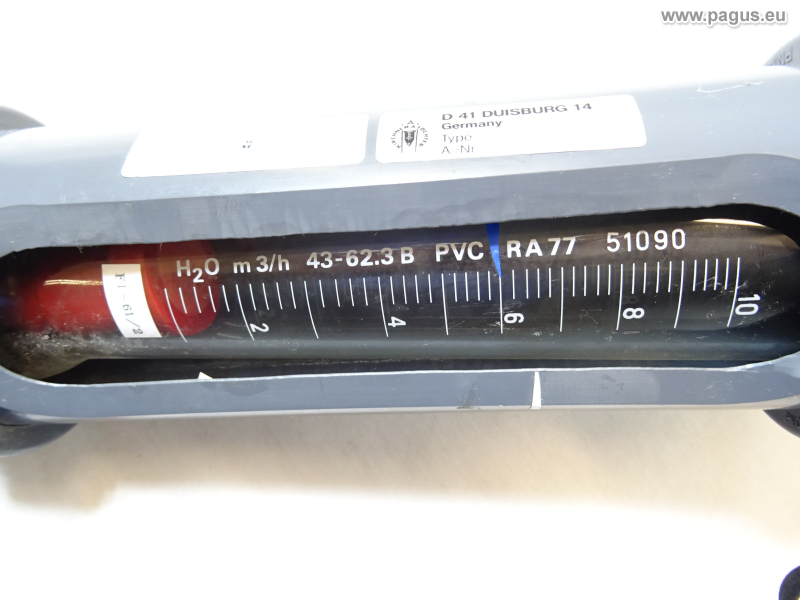 www.pagus.eu
D 41 DUISBURG 14
Germany
Type
A.-Nr.
H2O m3/h 43-62.3 B PVC RA 77 51090
2 4 6 8 10